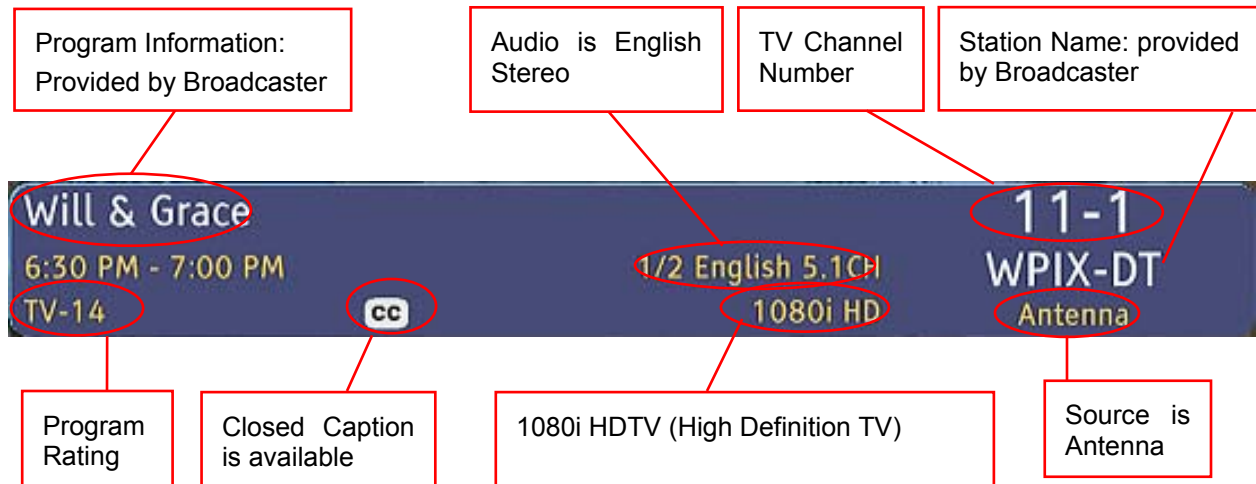 Program Information:
Provided by Broadcaster
Audio is English
Stereo
TV Channel
Number
Station Name: provided
by Broadcaster
Will & Grace
11-1
6:30 PM - 7:00 PM
1/2 English 5.1CH
WPIX-DT
TV-14
CC
1080i HD
Antenna
Program
Rating
Closed Caption
is available
1080i HDTV (High Definition TV)
Source is
Antenna